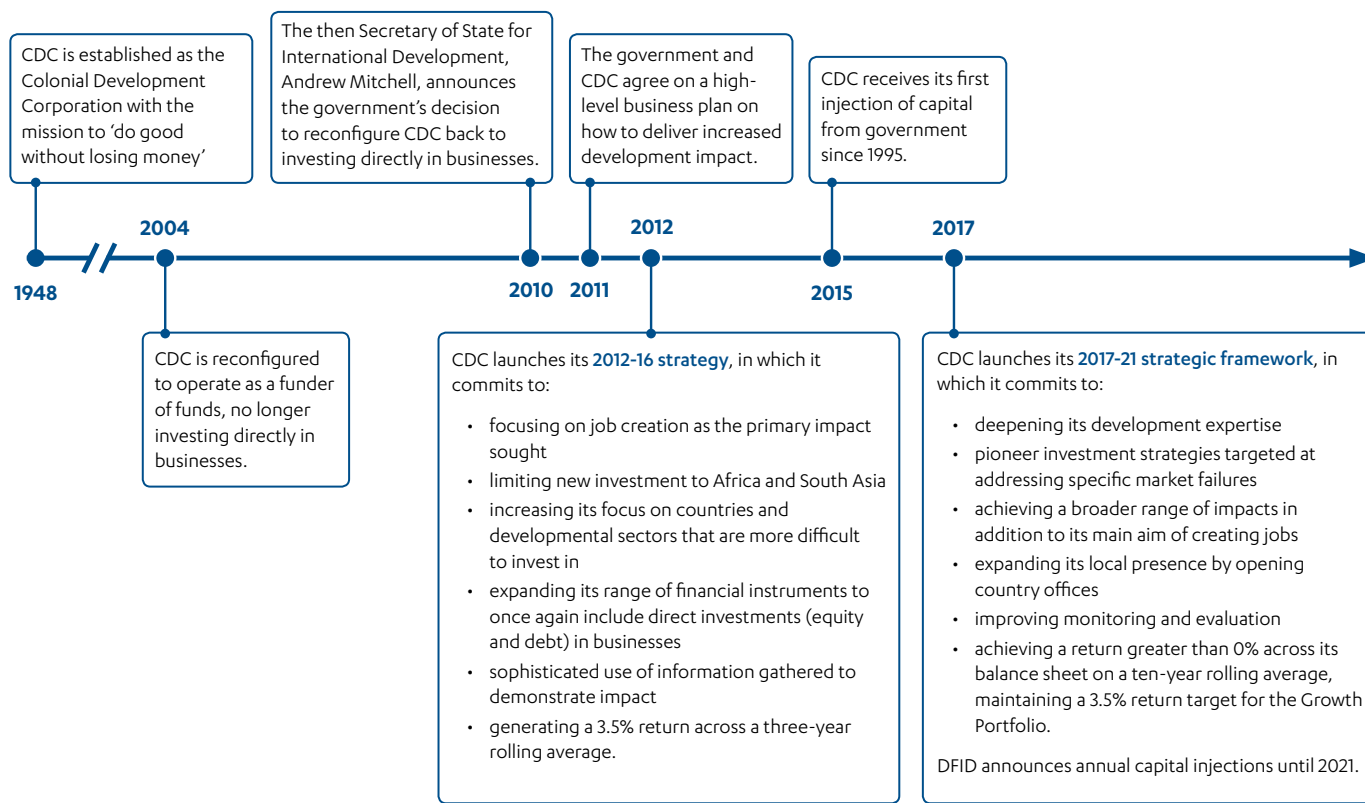 CDC is established as the
Colonial Development
Corporation with the
mission to ‘do good
without losing money’
The then Secretary of State for
International Development,
Andrew Mitchell, announces
the government’s decision
to reconfigure CDC back to
investing directly in businesses.
The government and
CDC agree on a high-
level business plan on
how to deliver increased
development impact.
CDC receives its first
injection of capital
from government
since 1995.
2004
2012
2017
1948
2010
2011
2015
CDC is reconfigured
to operate as a funder
of funds, no longer
investing directly in
businesses.
CDC launches its 2012-16 strategy, in which it
commits to:
• focusing on job creation as the primary impact
sought
• limiting new investment to Africa and South Asia
• increasing its focus on countries and
developmental sectors that are more difficult
to invest in
• expanding its range of financial instruments to
once again include direct investments (equity
and debt) in businesses
• sophisticated use of information gathered to
demonstrate impact
• generating a 3.5% return across a three-year
rolling average.
CDC launches its 2017-21 strategic framework, in
which it commits to:
• deepening its development expertise
• pioneer investment strategies targeted at
addressing specific market failures
• achieving a broader range of impacts in
addition to its main aim of creating jobs
• expanding its local presence by opening
country offices
• improving monitoring and evaluation
• achieving a return greater than 0% across its
balance sheet on a ten-year rolling average,
maintaining a 3.5% return target for the Growth
Portfolio.
DFID announces annual capital injections until 2021.